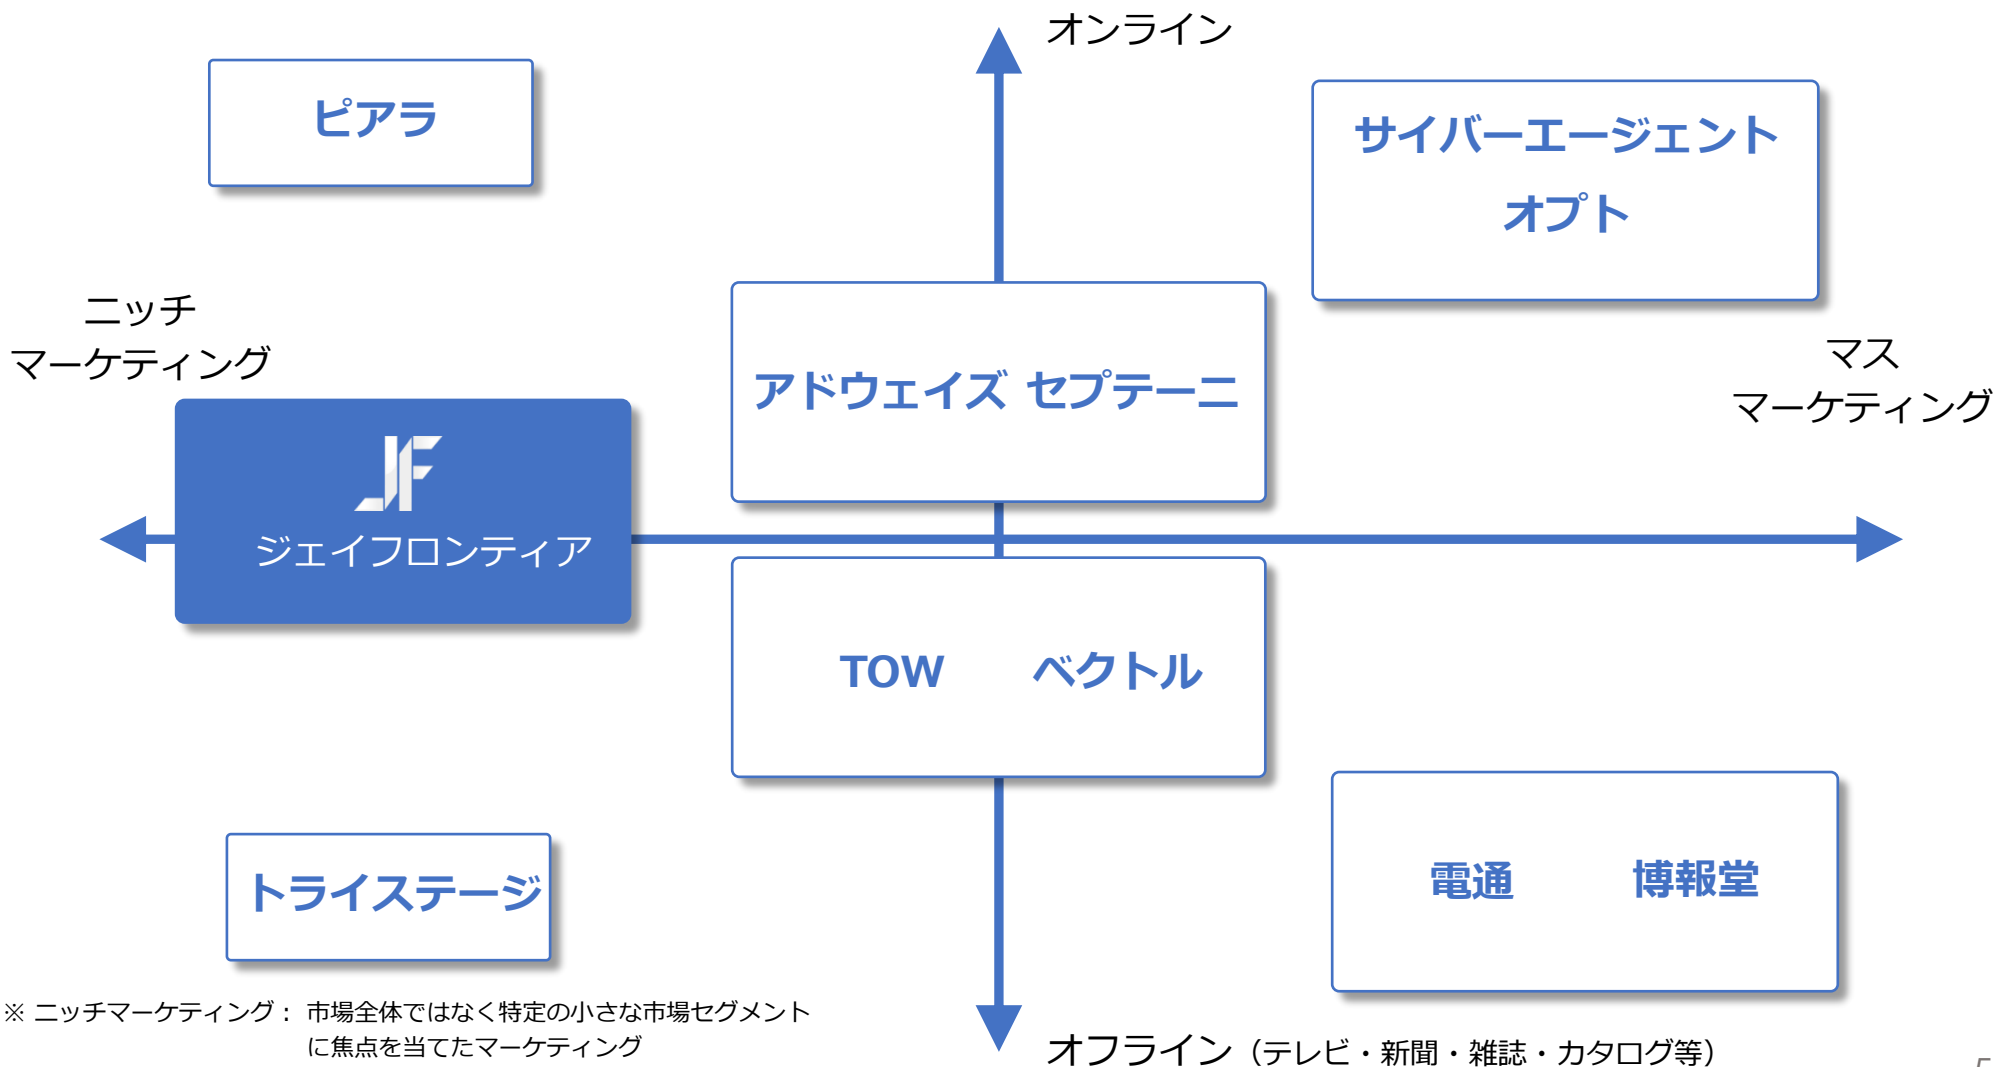 オンライン
ピアラ
サイバーエージェント
オプト
ニッチ
マーケティング
アドウェイズ セプテーニ
マス
マーケティング
JF
ジェイフロンティア
TOW ベクトル
トライステージ
電通 博報堂
※ ニッチマーケティング： 市場全体ではなく特定の小さな市場セグメント
に焦点を当てたマーケティング
オフライン（テレビ・新聞・雑誌・カタログ等）